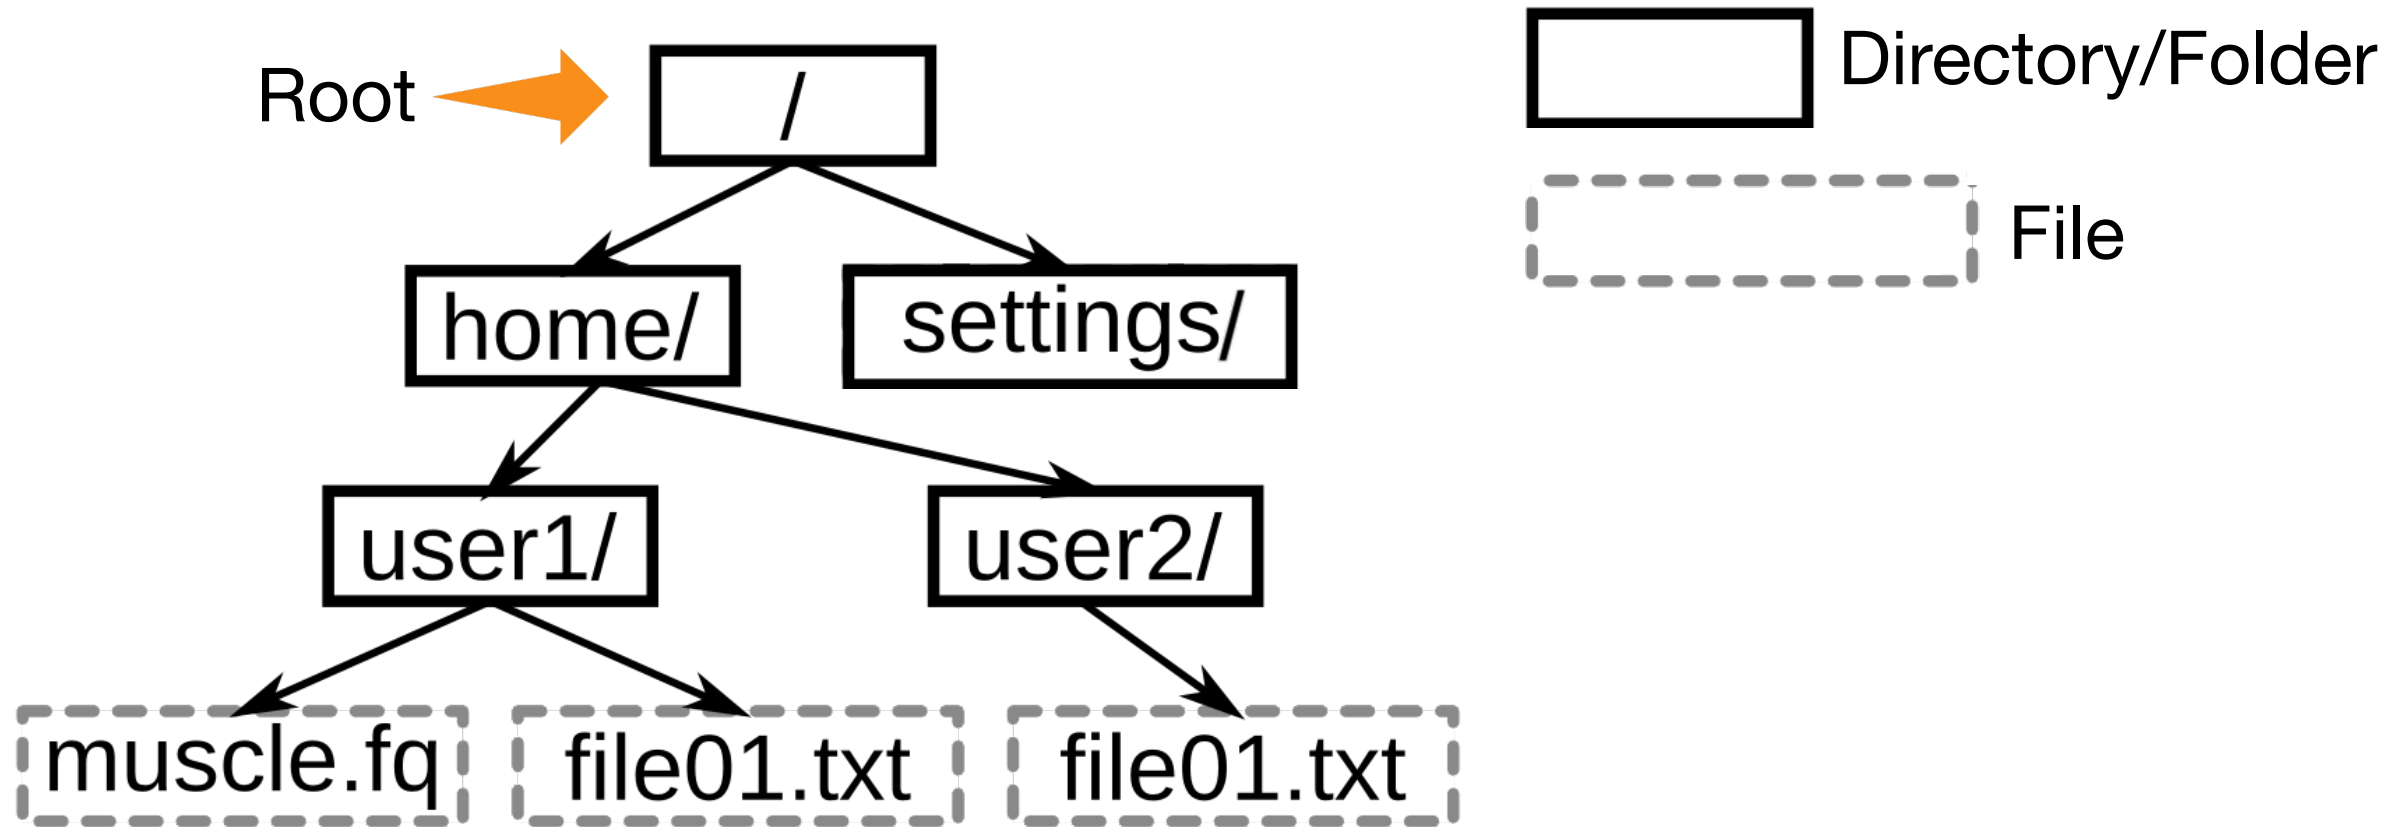 Root
/
Directory/Folder
File
home/
settings/
user1/
user2/
muscle.fq
file01.txt
file01.txt